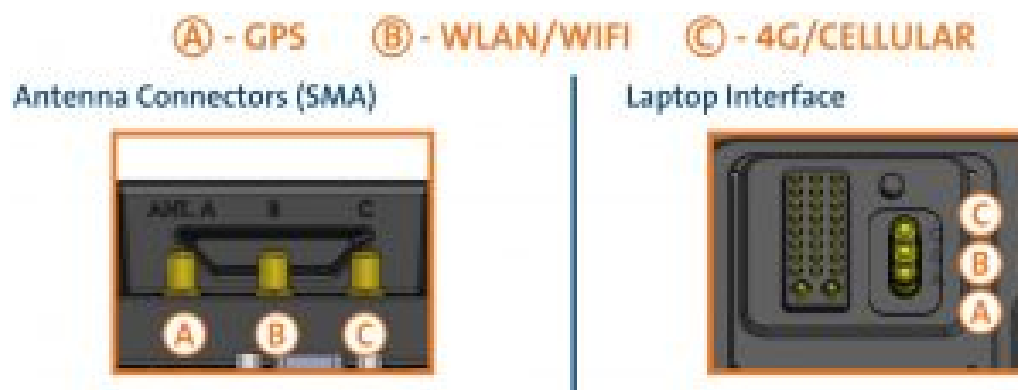 Ⓐ - GPS Ⓑ - WLAN/WIFI Ⓒ - 4G/CELLULAR
Antenna Connectors (SMA)
Laptop Interface
ANT. A B C
A B C
C
B
A